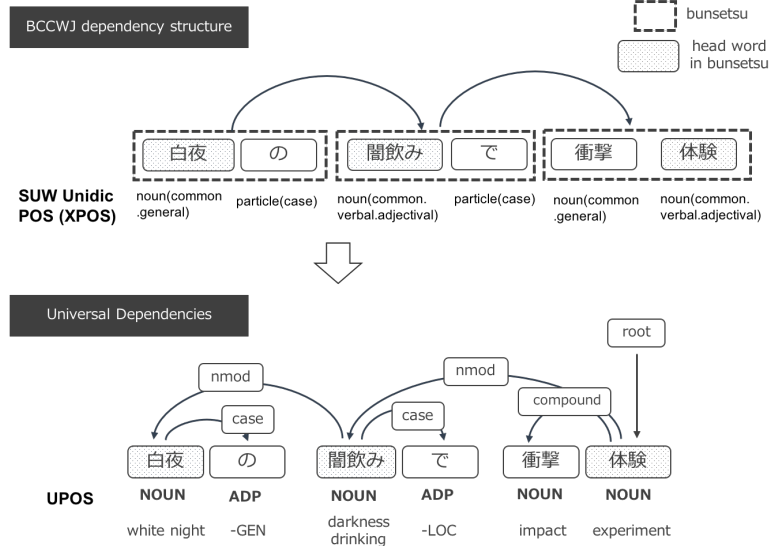 BCCWJ dependency structure
bunsetsu
head word
in bunsetsu
白夜 の 闇飲み で 衝撃 体験
SUW Unidic
POS (XPOS)
noun(common
.general)
particle(case)
noun(common.
verbal.adjectival)
particle(case)
noun(common
.general)
noun(common.
verbal.adjectival)
Universal Dependencies
root
nmod
nmod
compound
case
case
白夜 の 闇飲み で 衝撃 体験
UPOS NOUN ADP NOUN ADP NOUN NOUN
white night -GEN darkness
drinking -LOC impact experiment